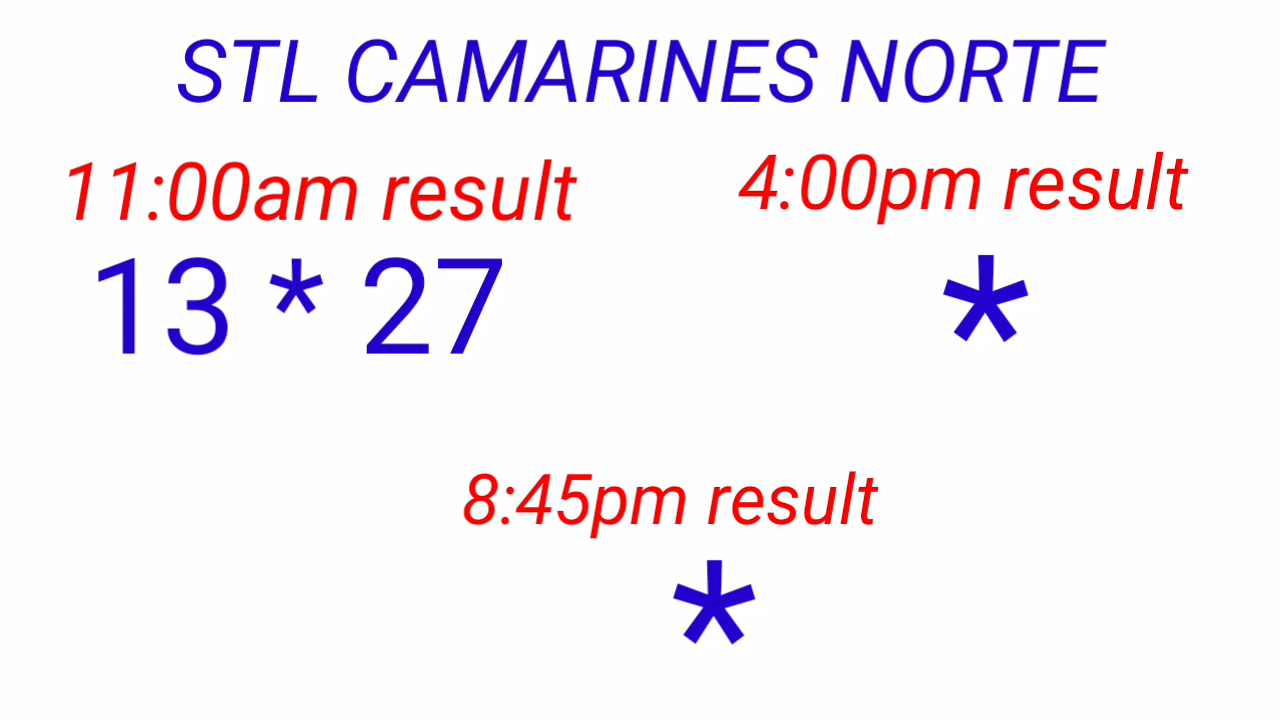 STL CAMARINES NORTE
11:00am result
13 * 27
4:00pm result
*
8:45pm result
*